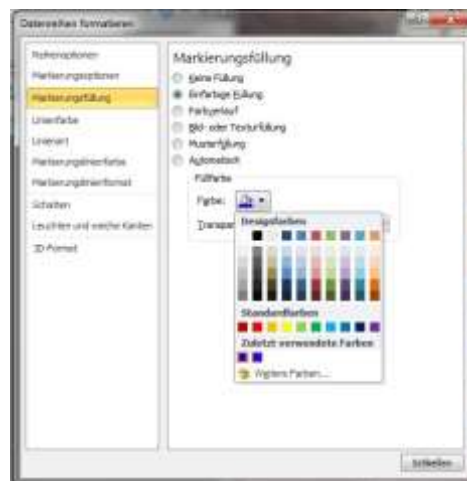 Datenreihen formatieren
Reihenoptionen
Markierungsoptionen
Markierungsfüllung
Linienfarbe
Linienart
Markierungslinienfarbe
Markierungslinienformat
Schatten
Leuchten und weiche Kanten
3D-Format
Markierungsfüllung
Keine Füllung
Einfarbige Füllung
Farbverlauf
Bild- oder Texturfüllung
Musterfüllung
Automatisch
Füllfarbe
Farbe:
Transpar
Designfarben
Standardfarben
Zuletzt verwendete Farben
Weitere Farben...
Schließen